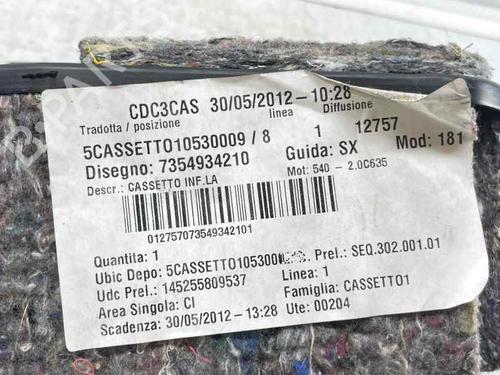 CDC3CAS 30/05/2012-10:28
Tradotta / posizione linea Diffusione
5CASSETTO10530009 / 8 1 12757
Disegno: 7354934210 Guida: SX Mod: 181
Descr.: CASSETTO INF.LA Mot: 540 - 2.0C635
012757073549342101
Quantita: 1
Ubic Depo: 5CASSETTO105300 Prel.: SEQ.302.001.01
Udc Prel.: 145255809537 Linea: 1
Area Singola: CI Famiglia: CASSETTO1
Scadenza: 30/05/2012 - 13:28 Ute: 00204